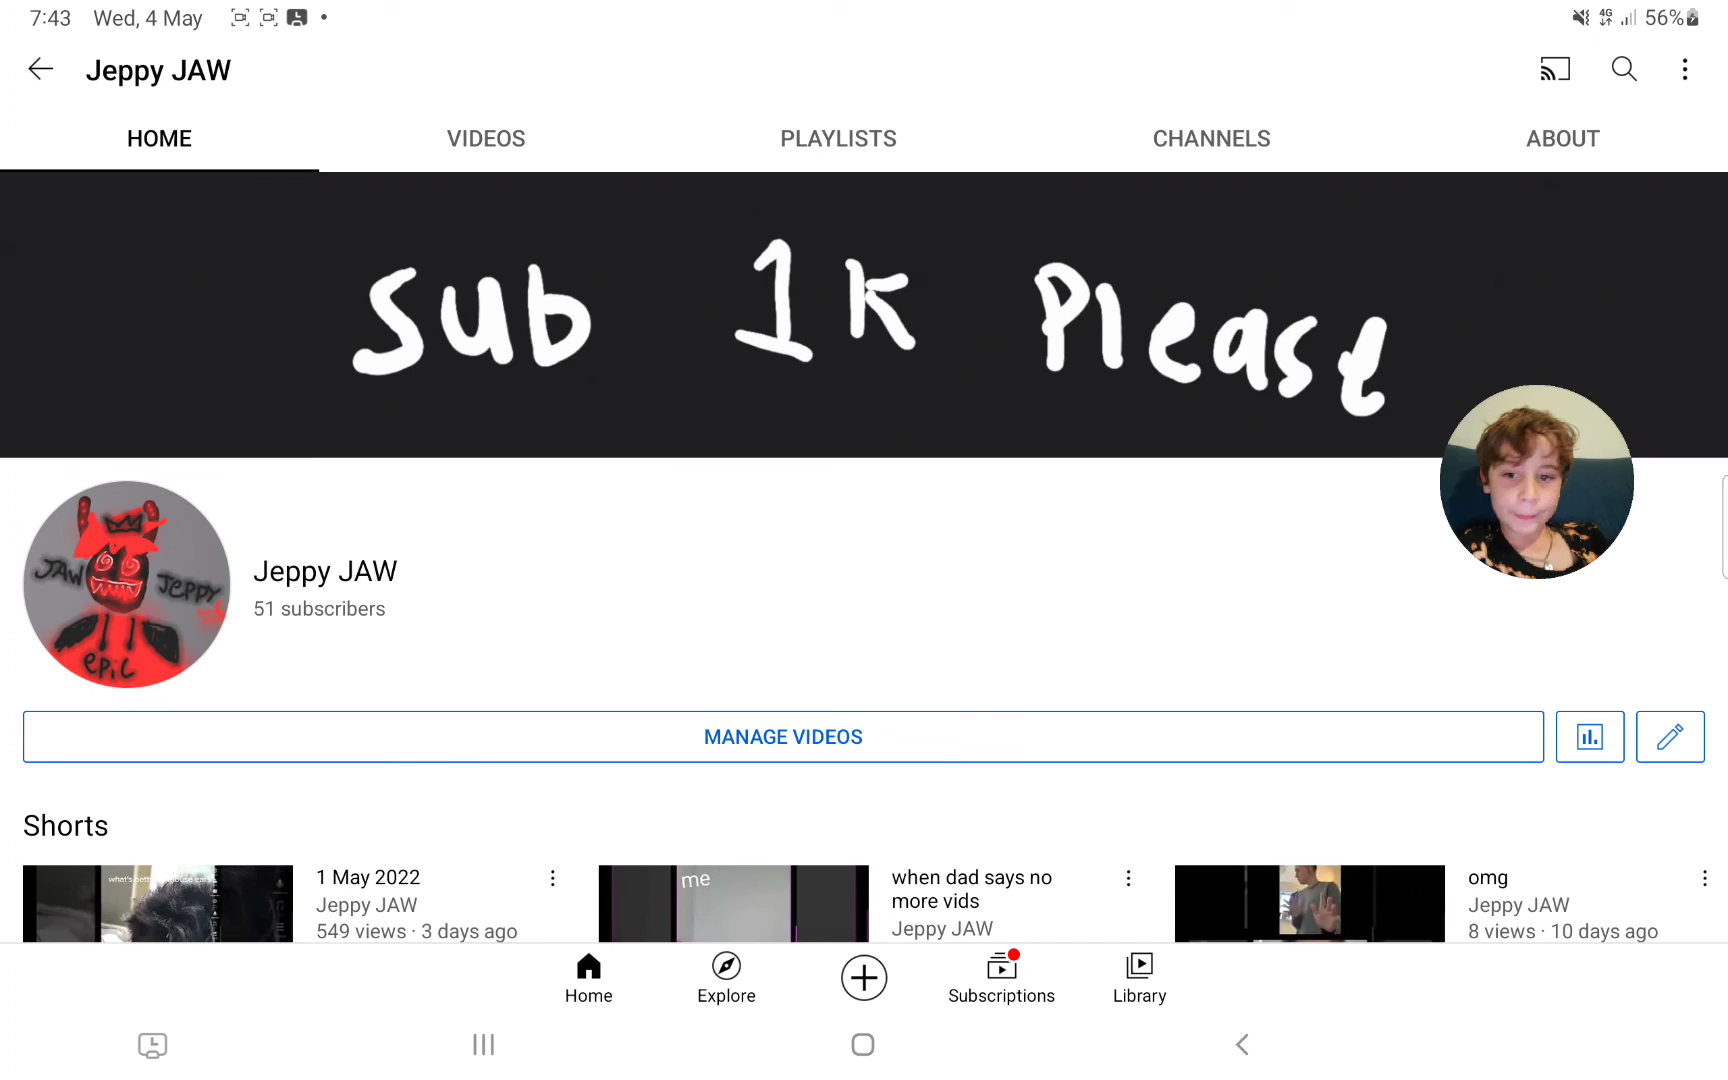 7:43 Wed, 4 May 4G 56%
Jeppy JAW
HOME VIDEOS PLAYLISTS CHANNELS ABOUT
Sub 1K Please
JAW JEPPY
epic
Jeppy JAW
51 subscribers
MANAGE VIDEOS
Shorts
1 May 2022
Jeppy JAW
549 views · 3 days ago
me
when dad says no
more vids
Jeppy JAW
omg
Jeppy JAW
8 views · 10 days ago
Home Explore Subscriptions Library